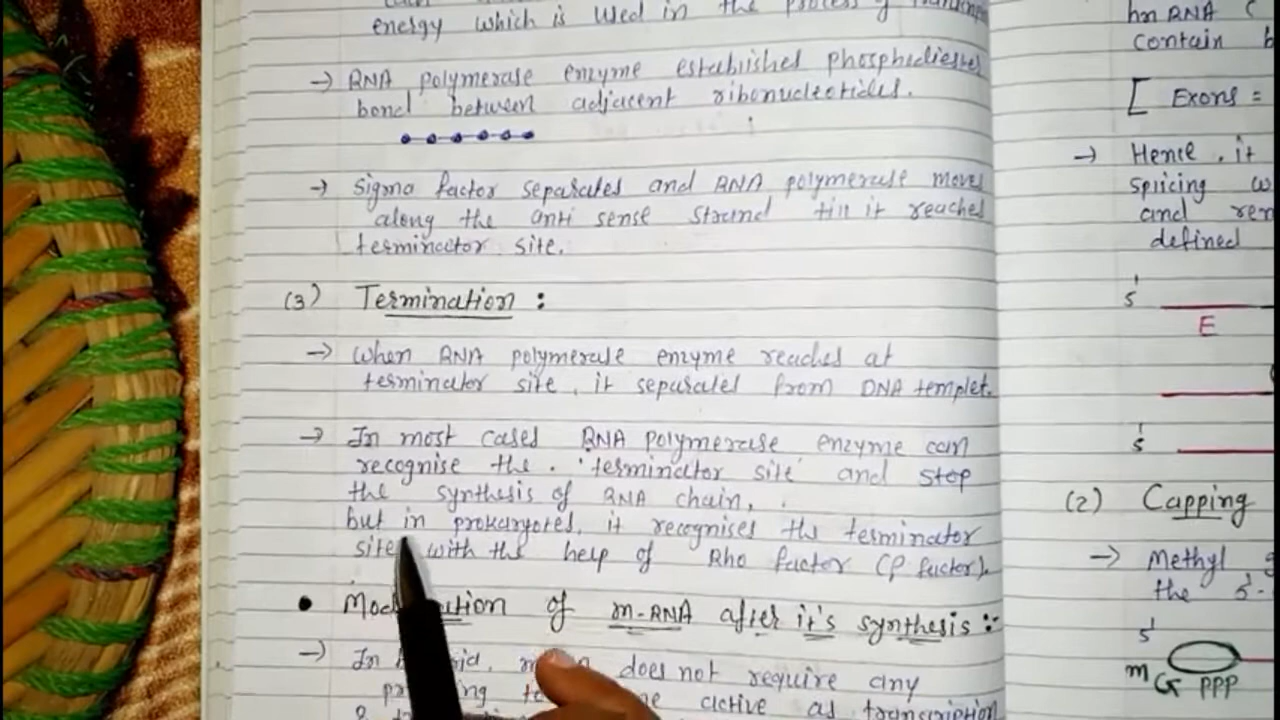 energy which is used in the process of
→ RNA polymerase enzyme established phosphodiester
bond between adjacent ribonucleotides.
→ Sigma factor separates and RNA polymerase moves
along the anti sense strand till it reaches
terminator site.
(3) Termination :
→ When RNA polymerase enzyme reaches at
terminator site, it separates from DNA templet.
→ In most cases RNA polymerase enzyme can
recognise the 'terminator site' and stop
the synthesis of RNA chain,
but in prokaryotes, it recognises the terminator
site with the help of Rho factor (ρ factor).
• of m-RNA after it's synthesis :-
→ In does not require any
active as transcription
hn RNA (
contain b
[ Exons =
→ Hence, it
splicing w
and rem
defined
5'
E
5'
(2) Capping
→ Methyl g
the 5'-
5'
mG PPP